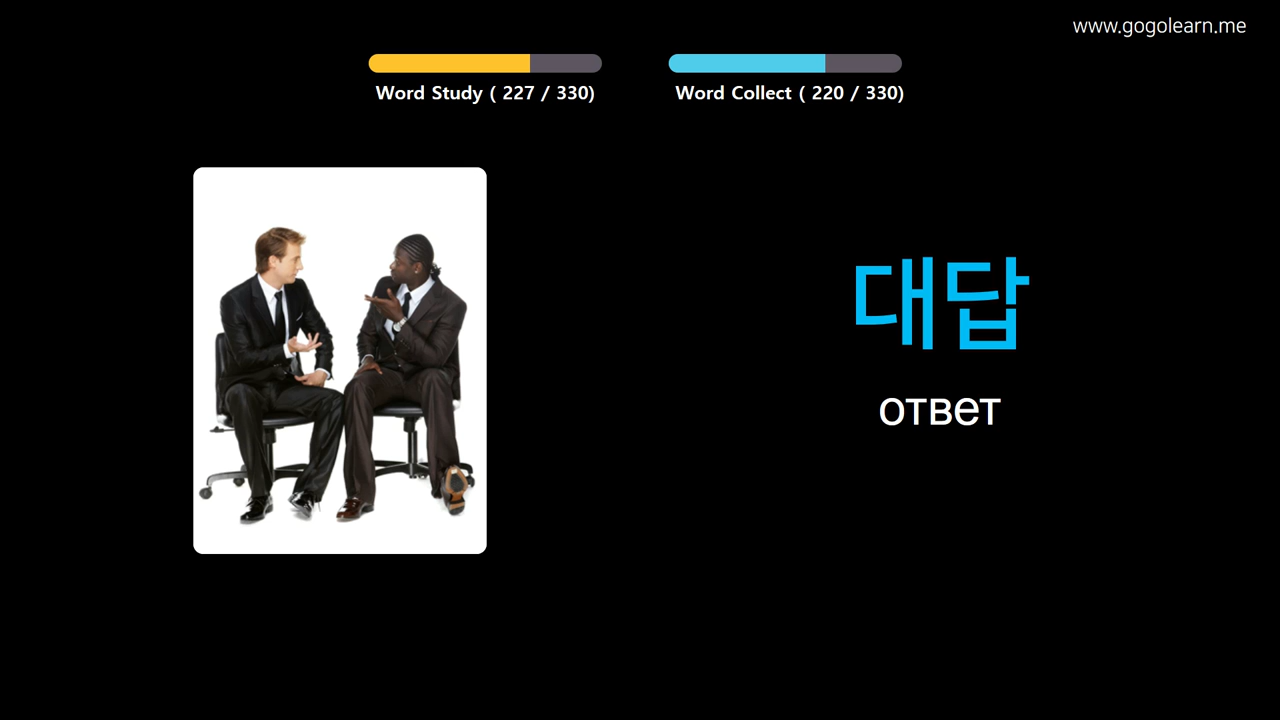 www.gogolearn.me
Word Study ( 227 / 330)
Word Collect ( 220 / 330)
대답
ответ